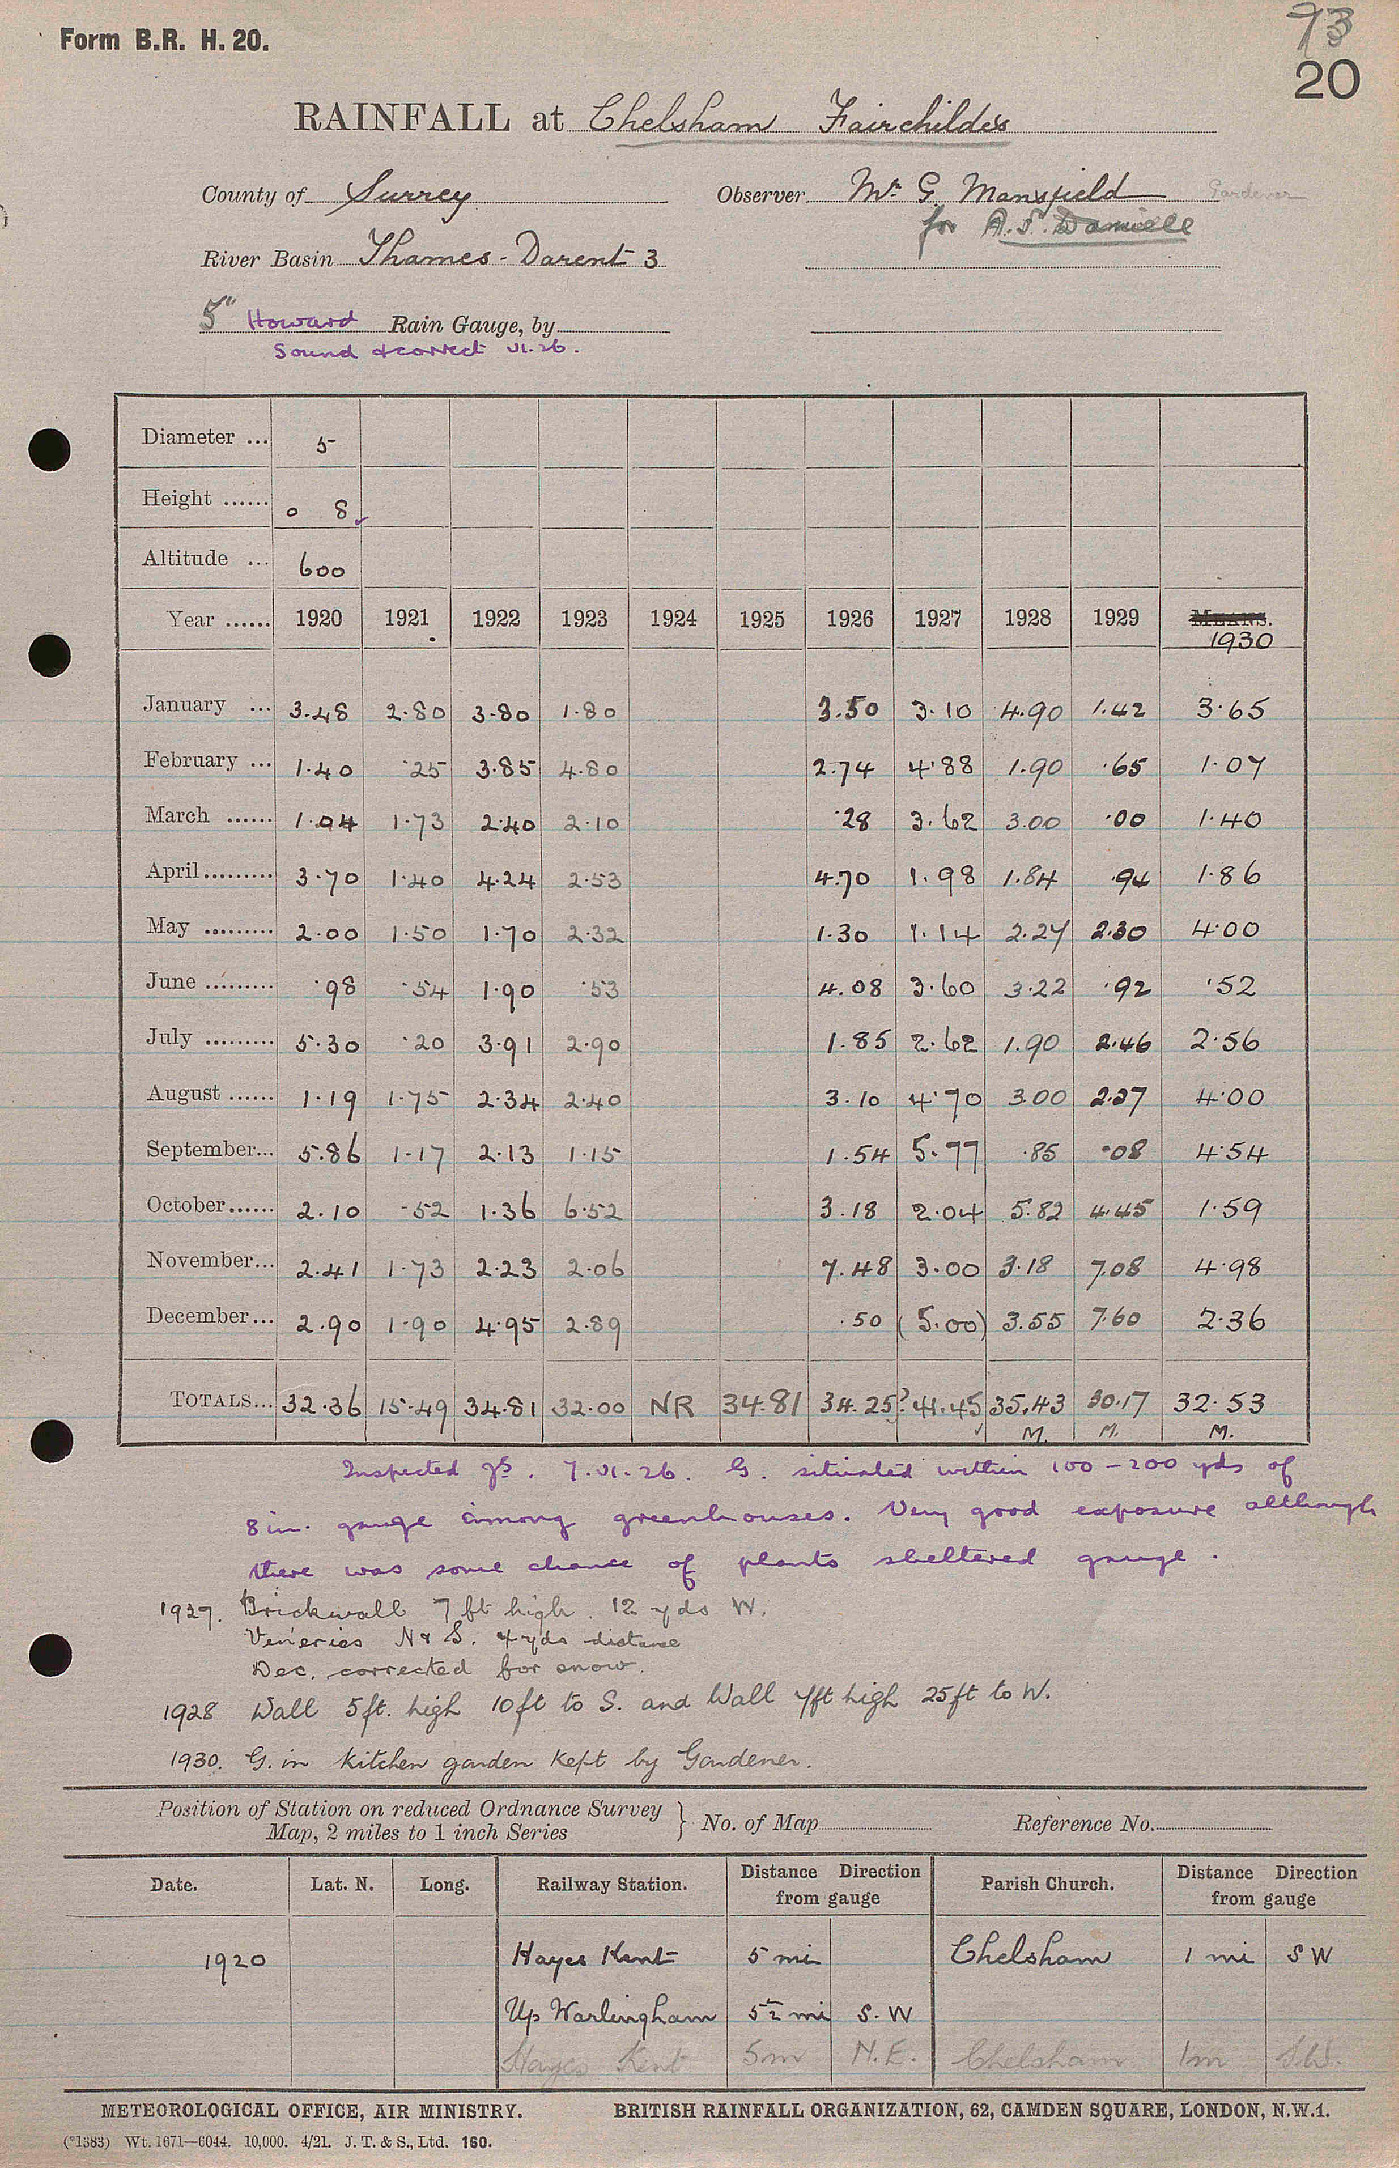 Form B.R. H. 20.
73
20
RAINFALL at Chelsham Fairchildes
County of Surrey Observer Mr G. Mansfield Gardener
for A. S. Daniell
River Basin Thames - Darent 3
5" Howard Rain Gauge, by
Sound & correct VI.26.
Diameter ... 5
Height ...... 0 8
Altitude ... 600
Year ...... 1920 1921 1922 1923 1924 1925 1926 1927 1928 1929 MEANS.
1930
January ... 3.48 2.80 3.80 1.80 3.50 3.10 4.90 1.42 3.65
February ... 1.40 .25 3.85 4.80 2.74 4.88 1.90 .65 1.07
March ...... 1.04 1.73 2.40 2.10 .28 3.62 3.00 .00 1.40
April ......... 3.70 1.40 4.24 2.53 4.70 1.98 1.84 .94 1.86
May ......... 2.00 1.50 1.70 2.32 1.30 1.14 2.27 2.30 4.00
June ......... .98 .54 1.90 .53 4.08 3.60 3.22 .92 .52
July ......... 5.30 .20 3.91 2.90 1.85 2.62 1.90 2.46 2.56
August ...... 1.19 1.75 2.34 2.40 3.10 4.70 3.00 2.27 4.00
September... 5.86 1.17 2.13 1.15 1.54 5.77 .85 .08 4.54
October...... 2.10 .52 1.36 6.52 3.18 2.04 5.82 4.45 1.59
November... 2.41 1.73 2.23 2.06 7.48 3.00 3.18 7.08 4.98
December... 2.90 1.90 4.95 2.89 .50 (5.00) 3.55 7.60 2.36
TOTALS... 32.36 15.49 34.81 32.00 NR 34.81 34.25? 41.45 35.43 30.17 32.53
M. M. M.
Inspected 7.VI.26. G. situated within 100-200 yds of
8 in. gauge among greenhouses. Very good exposure although
there was some chance of plants sheltered gauge.
1927. Brickwall 7 ft high. 12 yds W.
Vineries N & S. 4 yds distance
Dec. corrected for snow.
1928 Wall 5ft. high 10ft to S. and Wall 7ft high 25ft to W.
1930. G. in kitchen garden kept by Gardener.
Position of Station on reduced Ordnance Survey
Map, 2 miles to 1 inch Series } No. of Map Reference No.
Date. Lat. N. Long. Railway Station. Distance Direction from gauge Parish Church. Distance Direction from gauge
1920 Hayes Kent 5 mi Chelsham 1 mi SW
Up Warlingham 5½ mi S.W
Hayes Kent 5m N.E. Chelsham 1m S.W.
METEOROLOGICAL OFFICE, AIR MINISTRY. BRITISH RAINFALL ORGANIZATION, 62, CAMDEN SQUARE, LONDON, N.W.1.
(*1383) Wt. 1671—6044. 10,000. 4/21. J. T. & S., Ltd. 160.